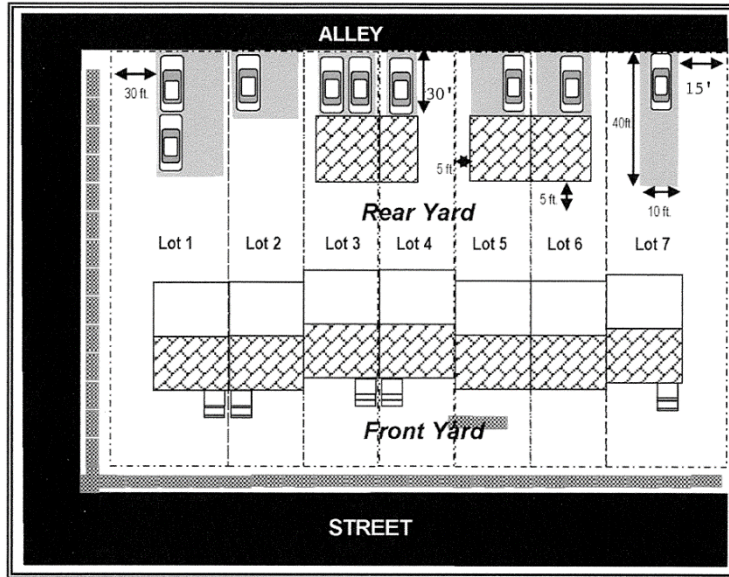 ALLEY
30 ft.
30'
15'
40ft.
5 ft.
5 ft.
10 ft.
Rear Yard
Lot 1
Lot 2
Lot 3
Lot 4
Lot 5
Lot 6
Lot 7
Front Yard
STREET